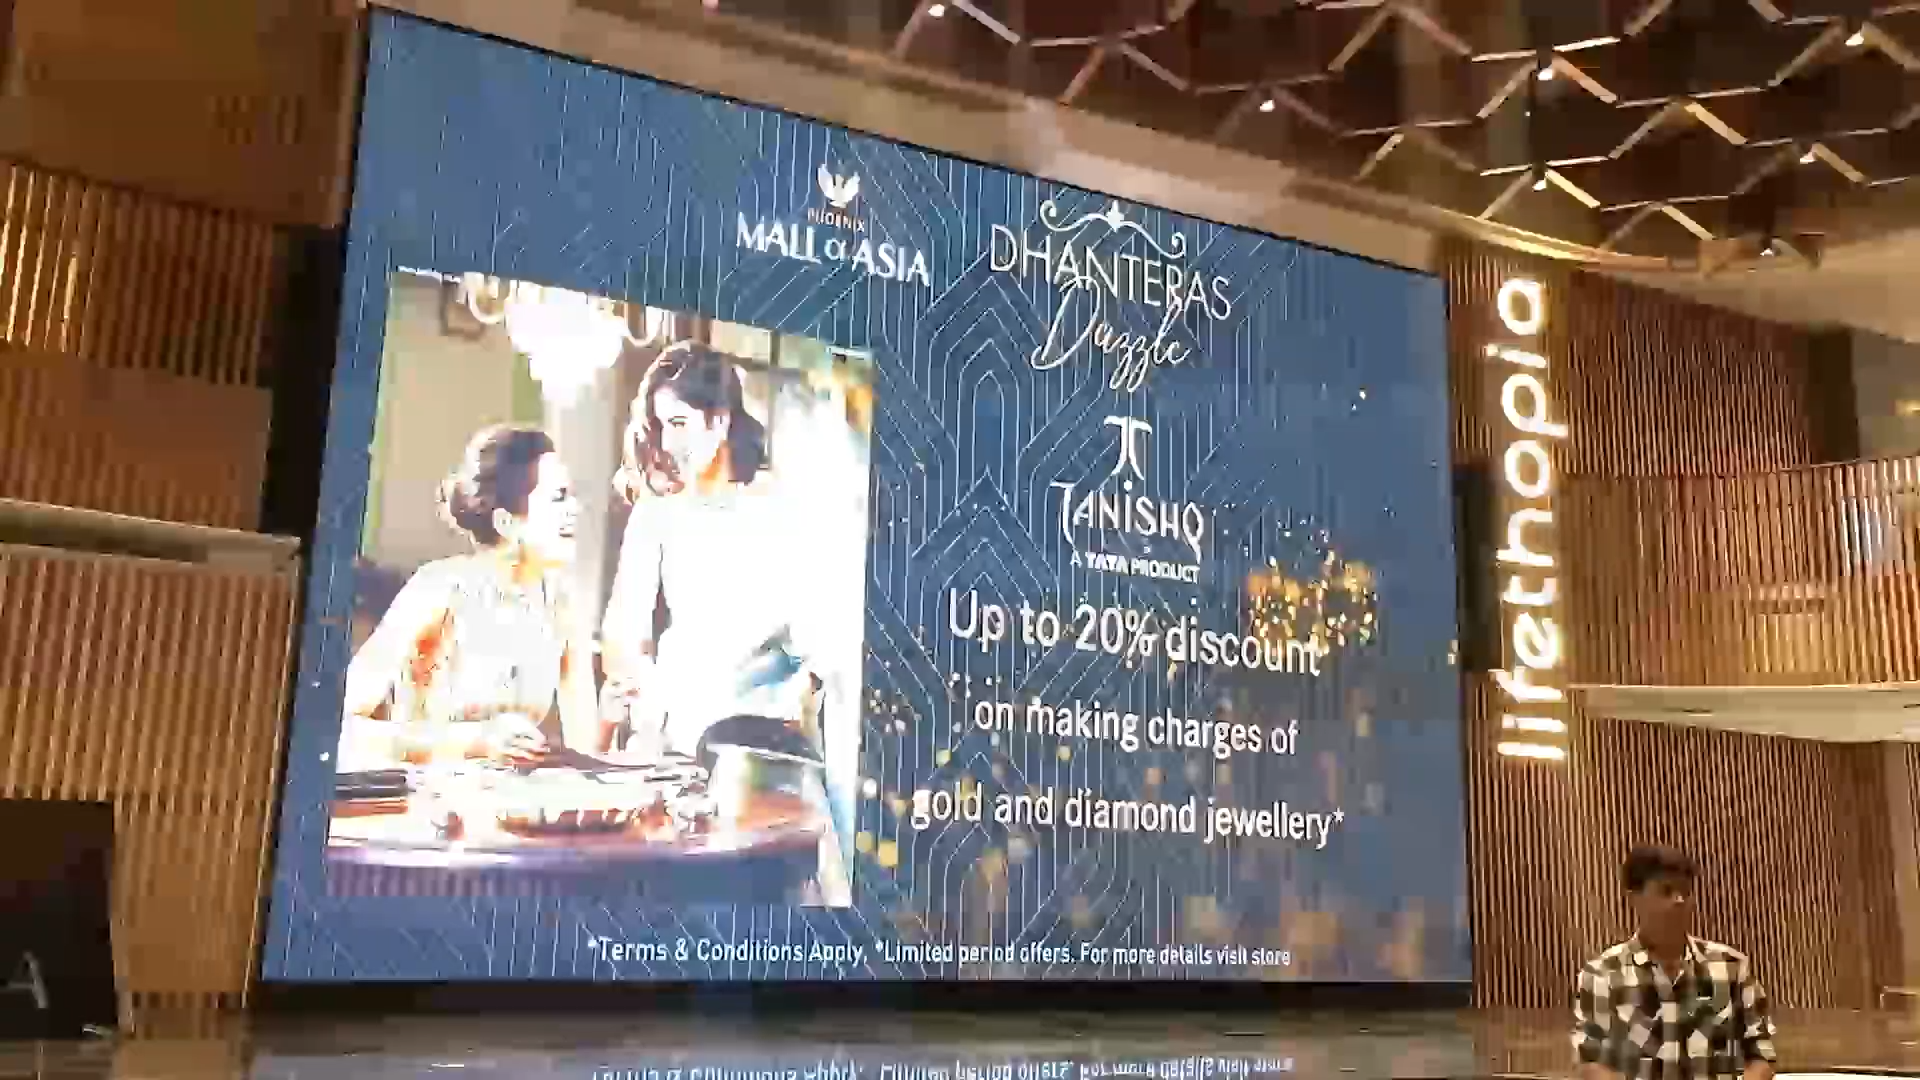 PHOENIX
MALL of ASIA
DHANTERAS
Dazzle
TANISHQ
A TATA PRODUCT
Up to 20% discount
on making charges of
gold and diamond jewellery*
*Terms & Conditions Apply. *Limited period offers. For more details visit store
lifethopia
A